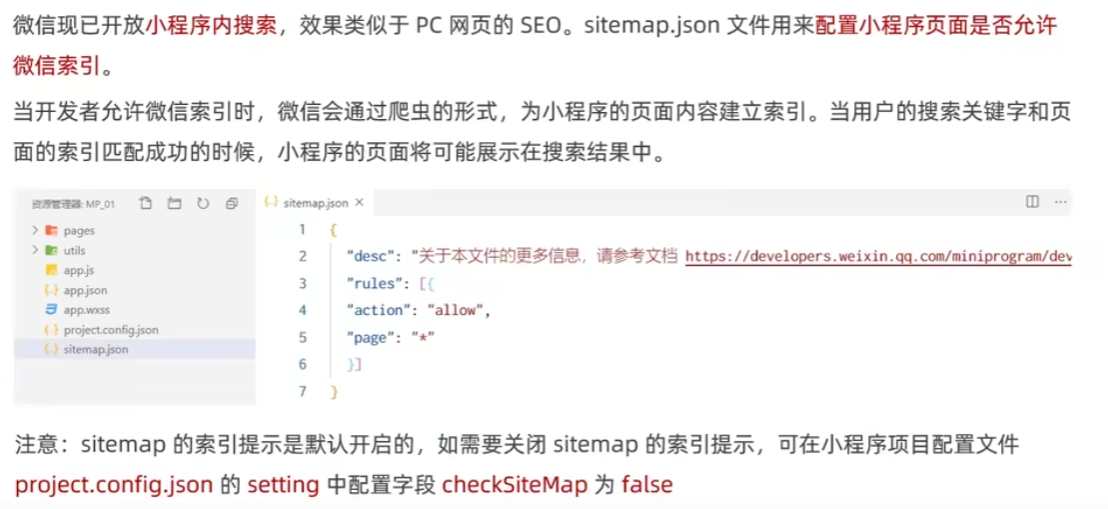 微信现已开放小程序内搜索，效果类似于 PC 网页的 SEO。sitemap.json 文件用来配置小程序页面是否允许
微信索引。
当开发者允许微信索引时，微信会通过爬虫的形式，为小程序的页面内容建立索引。当用户的搜索关键字和页
面的索引匹配成功的时候，小程序的页面将可能展示在搜索结果中。
资源管理器: MP_01
pages
utils
app.js
app.json
app.wxss
project.config.json
sitemap.json
sitemap.json ×
1 {
2 "desc": "关于本文件的更多信息，请参考文档 https://developers.weixin.qq.com/miniprogram/dev
3 "rules": [{
4 "action": "allow",
5 "page": "*"
6 }]
7 }
注意：sitemap 的索引提示是默认开启的，如需要关闭 sitemap 的索引提示，可在小程序项目配置文件
project.config.json 的 setting 中配置字段 checkSiteMap 为 false